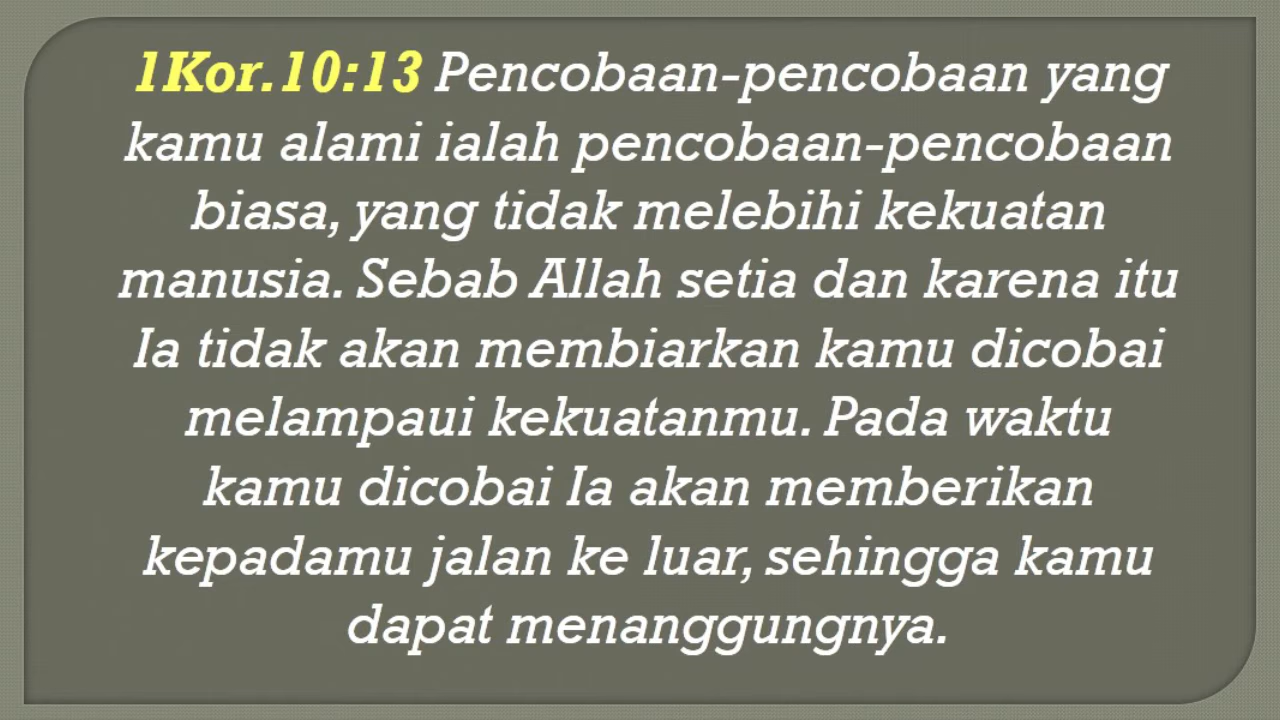 1Kor.10:13 Pencobaan-pencobaan yang
kamu alami ialah pencobaan-pencobaan
biasa, yang tidak melebihi kekuatan
manusia. Sebab Allah setia dan karena itu
Ia tidak akan membiarkan kamu dicobai
melampaui kekuatanmu. Pada waktu
kamu dicobai Ia akan memberikan
kepadamu jalan ke luar, sehingga kamu
dapat menanggungnya.